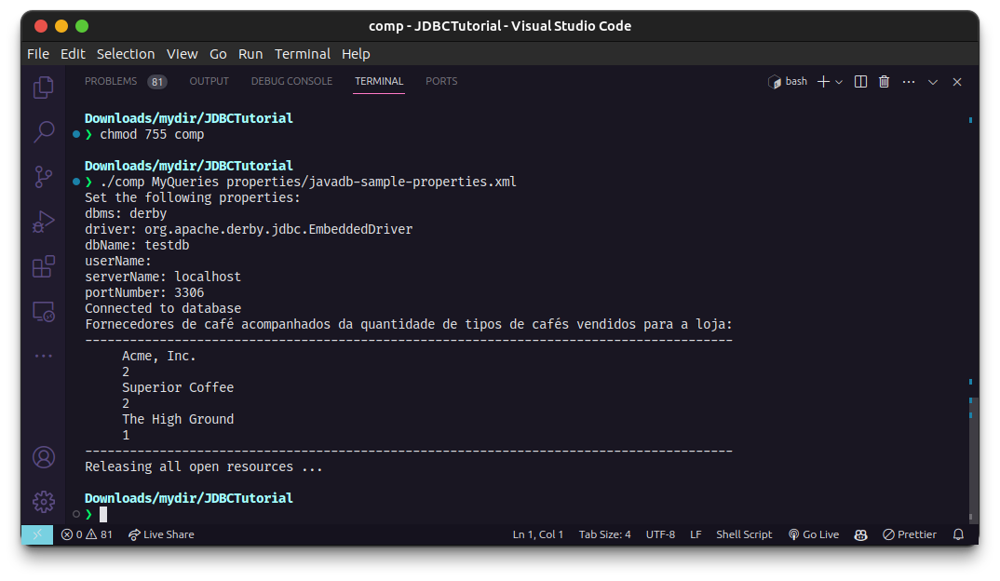 comp - JDBCTutorial - Visual Studio Code
File Edit Selection View Go Run Terminal Help
PROBLEMS 81 OUTPUT DEBUG CONSOLE TERMINAL PORTS bash
Downloads/mydir/JDBCTutorial
❯ chmod 755 comp
Downloads/mydir/JDBCTutorial
❯ ./comp MyQueries properties/javadb-sample-properties.xml
Set the following properties:
dbms: derby
driver: org.apache.derby.jdbc.EmbeddedDriver
dbName: testdb
userName:
serverName: localhost
portNumber: 3306
Connected to database
Fornecedores de café acompanhados da quantidade de tipos de cafés vendidos para a loja:
---------------------------------------------------------------------------------------
Acme, Inc.
2
Superior Coffee
2
The High Ground
1
---------------------------------------------------------------------------------------
Releasing all open resources ...
Downloads/mydir/JDBCTutorial
❯
0 81 Live Share Ln 1, Col 1 Tab Size: 4 UTF-8 LF Shell Script Go Live Prettier